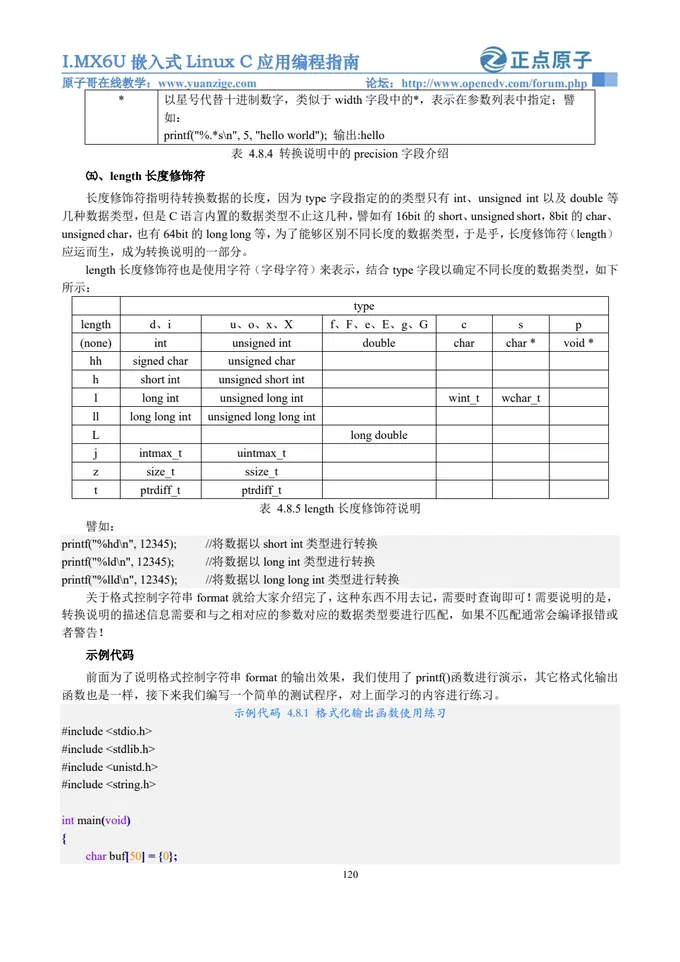 I.MX6U 嵌入式 Linux C 应用编程指南
正点原子
原子哥在线教学：www.yuanzige.com 论坛：http://www.openedv.com/forum.php
* 以星号代替十进制数字，类似于 width 字段中的*，表示在参数列表中指定；譬
如：
printf("%.*s\n", 5, "hello world"); 输出:hello
表 4.8.4 转换说明中的 precision 字段介绍
㈤、length 长度修饰符
长度修饰符指明待转换数据的长度，因为 type 字段指定的的类型只有 int、unsigned int 以及 double 等
几种数据类型，但是 C 语言内置的数据类型不止这几种，譬如有 16bit 的 short、unsigned short，8bit 的 char、
unsigned char，也有 64bit 的 long long 等，为了能够区别不同长度的数据类型，于是乎，长度修饰符（length）
应运而生，成为转换说明的一部分。
length 长度修饰符也是使用字符（字母字符）来表示，结合 type 字段以确定不同长度的数据类型，如下
所示：
type
length d、i u、o、x、X f、F、e、E、g、G c s p
(none) int unsigned int double char char * void *
hh signed char unsigned char
h short int unsigned short int
l long int unsigned long int wint_t wchar_t
ll long long int unsigned long long int
L long double
j intmax_t uintmax_t
z size_t ssize_t
t ptrdiff_t ptrdiff_t
表 4.8.5 length 长度修饰符说明
譬如：
printf("%hd\n", 12345); //将数据以 short int 类型进行转换
printf("%ld\n", 12345); //将数据以 long int 类型进行转换
printf("%lld\n", 12345); //将数据以 long long int 类型进行转换
关于格式控制字符串 format 就给大家介绍完了，这种东西不用去记，需要时查询即可！需要说明的是，
转换说明的描述信息需要和与之相对应的参数对应的数据类型要进行匹配，如果不匹配通常会编译报错或
者警告！
示例代码
前面为了说明格式控制字符串 format 的输出效果，我们使用了 printf()函数进行演示，其它格式化输出
函数也是一样，接下来我们编写一个简单的测试程序，对上面学习的内容进行练习。
示例代码 4.8.1 格式化输出函数使用练习
#include <stdio.h>
#include <stdlib.h>
#include <unistd.h>
#include <string.h>
int main(void)
{
char buf[50] = {0};
120